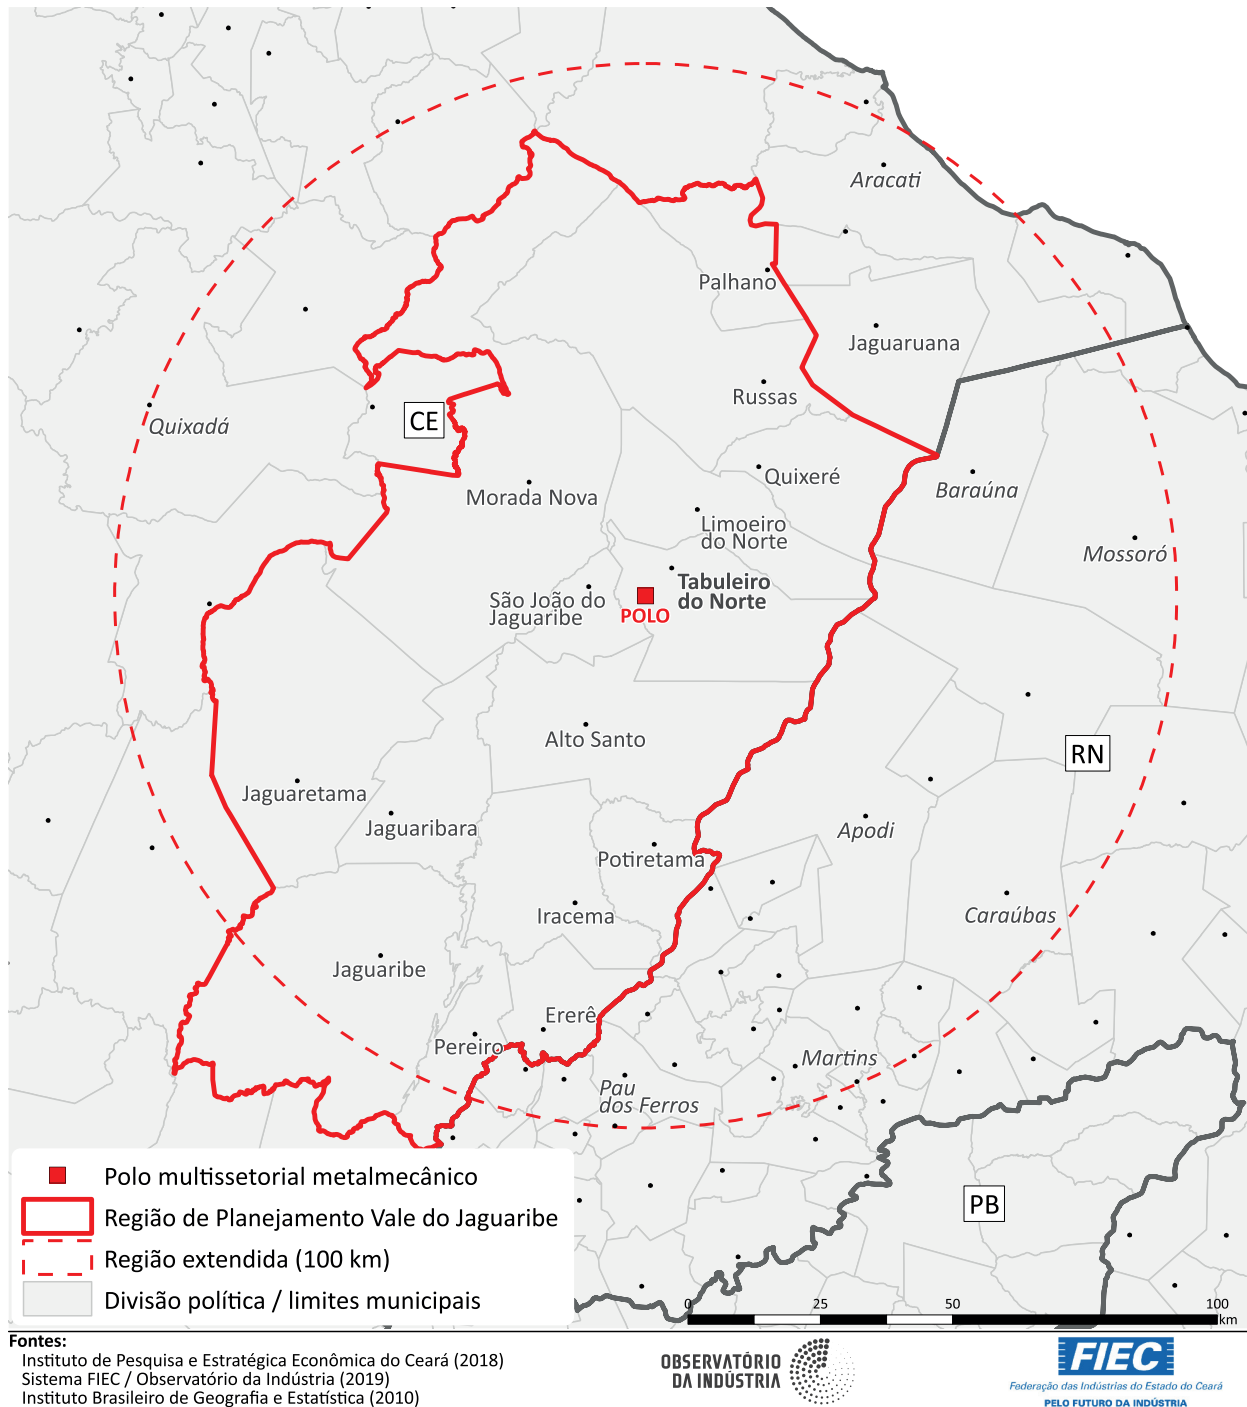 Aracati
Palhano
Jaguaruana
Russas
Quixadá
CE
Quixeré
Morada Nova
Baraúna
Limoeiro
do Norte
Mossoró
Tabuleiro
do Norte
São João do
Jaguaribe
POLO
Alto Santo
RN
Jaguaretama
Jaguaribara
Apodi
Potiretama
Iracema
Caraúbas
Jaguaribe
Ererê
Pereiro
Martins
Pau
dos Ferros
PB
Polo multissetorial metalmecânico
Região de Planejamento Vale do Jaguaribe
Região extendida (100 km)
Divisão política / limites municipais
0 25 50 100
km
Fontes:
Instituto de Pesquisa e Estratégica Econômica do Ceará (2018)
Sistema FIEC / Observatório da Indústria (2019)
Instituto Brasileiro de Geografia e Estatística (2010)
OBSERVATÓRIO
DA INDÚSTRIA
FIEC
Federação das Indústrias do Estado do Ceará
PELO FUTURO DA INDÚSTRIA